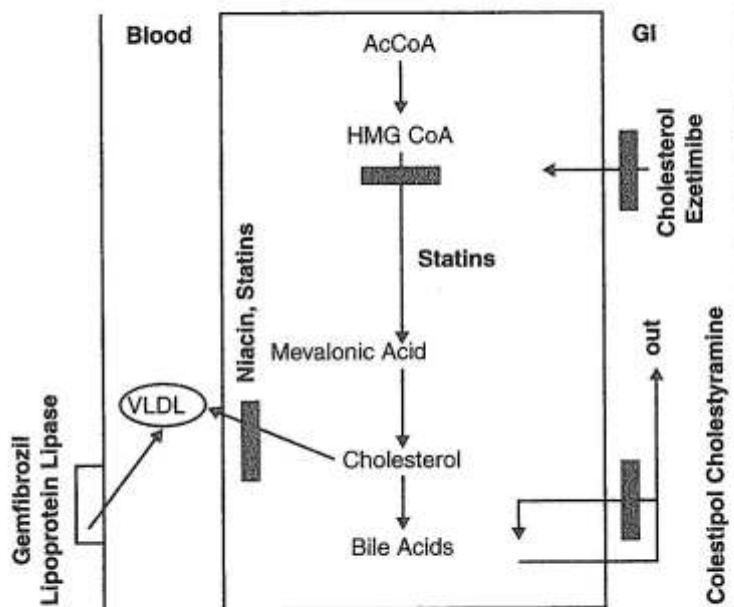 Blood
GI
AcCoA
HMG CoA
Cholesterol
Ezetimibe
Statins
Niacin, Statins
Mevalonic Acid
out
VLDL
Cholesterol
Gemfibrozil
Lipoprotein Lipase
Bile Acids
Colestipol Cholestyramine